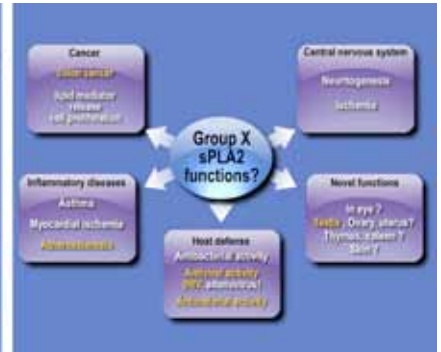 Cancer
colon cancer
lipid mediator
release
cell proliferation
Central nervous system
Neuritogenesis
Ischemia
Group X
sPLA2
functions?
Inflammatory diseases
Asthma
Myocardial ischemia
Atherosclerosis
Host defense
Antibacterial activity
Antiviral activity
(HIV, adenovirus)
Antimalarial activity
Novel functions
In eye ?
Testis, Ovary, uterus?
Thymus, spleen ?
Skin ?